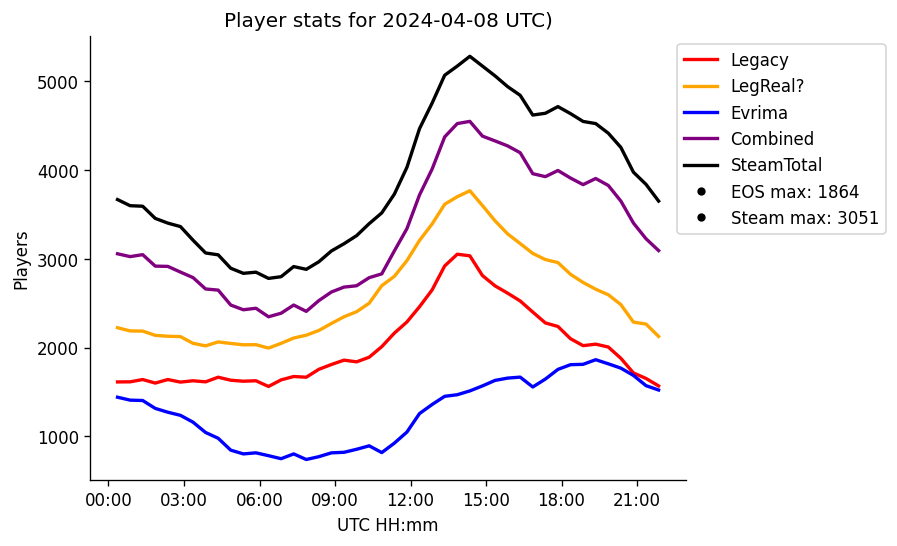 Player stats for 2024-04-08 UTC)
Players
5000
4000
3000
2000
1000
00:00 03:00 06:00 09:00 12:00 15:00 18:00 21:00
UTC HH:mm
Legacy
LegReal?
Evrima
Combined
SteamTotal
EOS max: 1864
Steam max: 3051